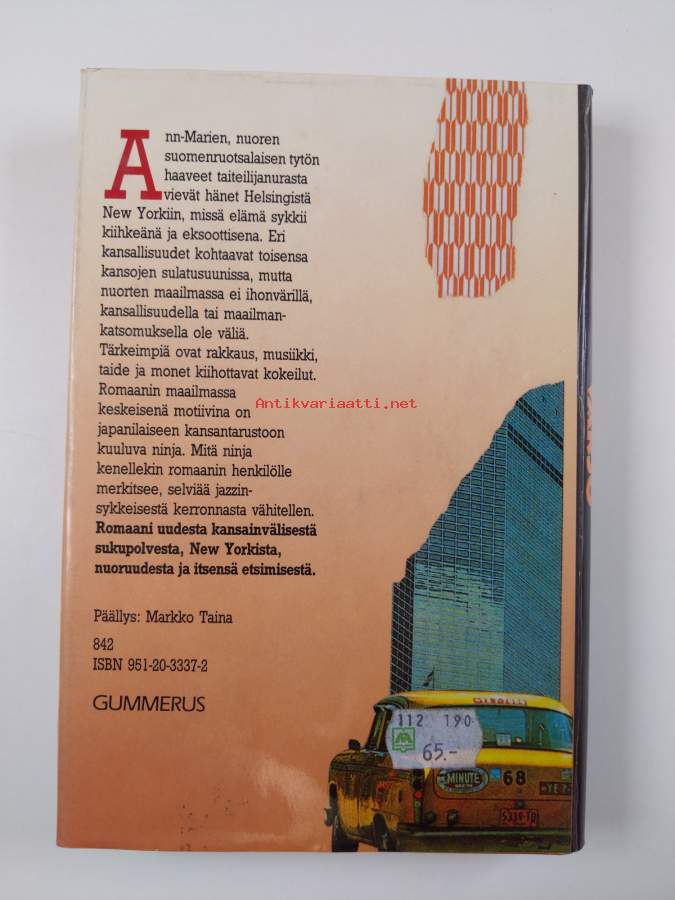 Ann-Marien, nuoren
suomenruotsalaisen tytön
haaveet taiteilijanurasta
vievät hänet Helsingistä
New Yorkiin, missä elämä sykkii
kiihkeänä ja eksoottisena. Eri
kansallisuudet kohtaavat toisensa
kansojen sulatusuunissa, mutta
nuorten maailmassa ei ihonvärillä,
kansallisuudella tai maailman-
katsomuksella ole väliä.
Tärkeimpiä ovat rakkaus, musiikki,
taide ja monet kiihottavat kokeilut.
Romaanin maailmassa
keskeisenä motiivina on
japanilaiseen kansantarustoon
kuuluva ninja. Mitä ninja
kenellekin romaanin henkilölle
merkitsee, selviää jazzin-
sykkeisestä kerronnasta vähitellen.
Romaani uudesta kansainvälisestä
sukupolvesta, New Yorkista,
nuoruudesta ja itsensä etsimisestä.
Antikvariaatti.net
Päällys: Markko Taina
842
ISBN 951-20-3337-2
GUMMERUS
112 190
65.-
MINUTE
68